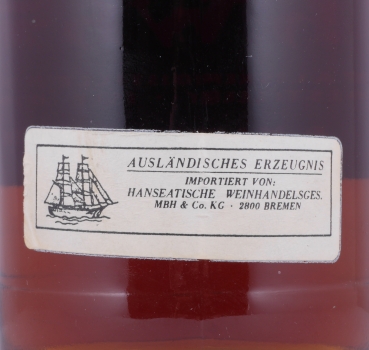 AUSLÄNDISCHES ERZEUGNIS
IMPORTIERT VON:
HANSEATISCHE WEINHANDELSGES.
MBH & Co. KG · 2800 BREMEN